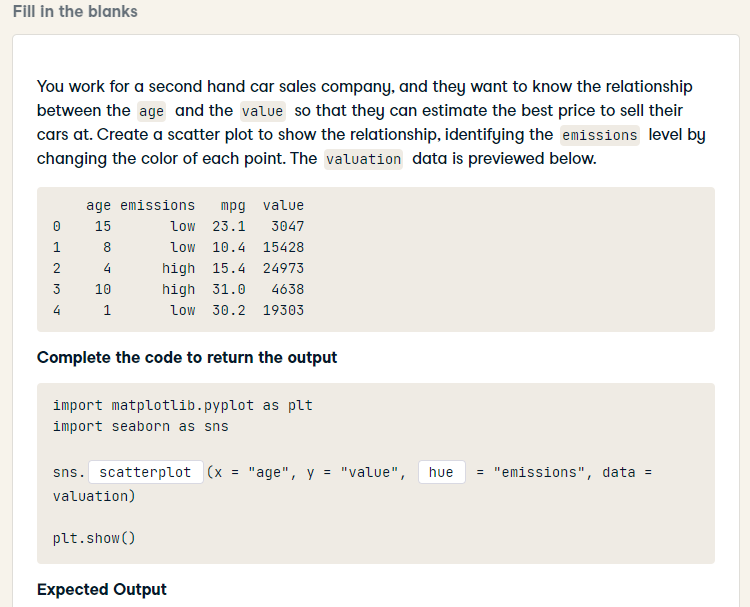 Fill in the blanks
You work for a second hand car sales company, and they want to know the relationship
between the age and the value so that they can estimate the best price to sell their
cars at. Create a scatter plot to show the relationship, identifying the emissions level by
changing the color of each point. The valuation data is previewed below.
age emissions mpg value
0 15 low 23.1 3047
1 8 low 10.4 15428
2 4 high 15.4 24973
3 10 high 31.0 4638
4 1 low 30.2 19303
Complete the code to return the output
import matplotlib.pyplot as plt
import seaborn as sns
sns. scatterplot (x = "age", y = "value", hue = "emissions", data =
valuation)
plt.show()
Expected Output